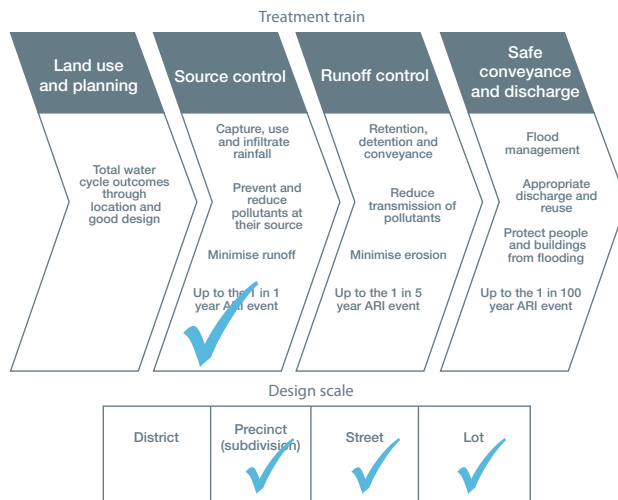 Treatment train
Land use
and planning
Source control
Runoff control
Safe
conveyance
and discharge
Total water
cycle outcomes
through
location and
good design
Capture, use
and infiltrate
rainfall
Prevent and
reduce
pollutants at
their source
Minimise runoff
Up to the 1 in 1
year ARI event
Retention,
detention and
conveyance
Reduce
transmission of
pollutants
Minimise erosion
Up to the 1 in 5
year ARI event
Flood
management
Appropriate
discharge and
reuse
Protect people
and buildings
from flooding
Up to the 1 in 100
year ARI event
Design scale
District
Precinct
(subdivision)
Street
Lot